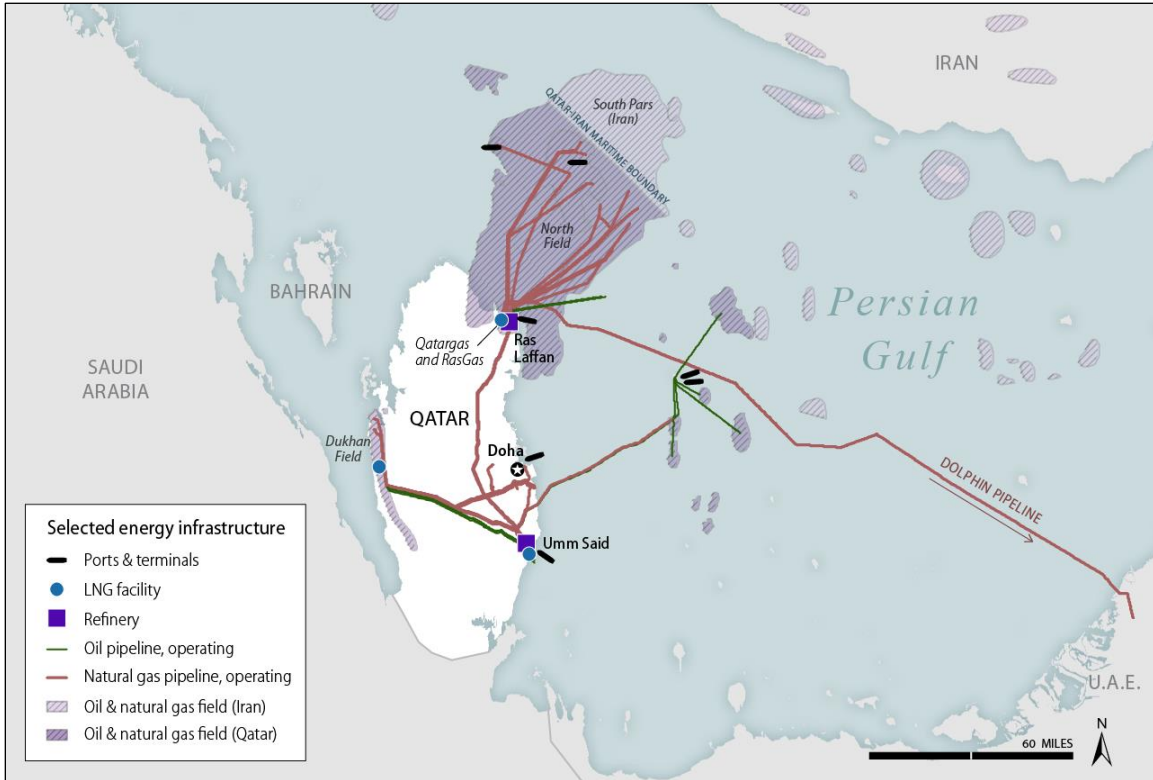 IRAN
South Pars
(Iran)
QATAR-IRAN MARITIME BOUNDARY
North
Field
BAHRAIN
Persian
Gulf
Qatargas
and RasGas
Ras
Laffan
SAUDI
ARABIA
QATAR
Dukhan
Field
Doha
DOLPHIN PIPELINE
Umm Said
U.A.E.
Selected energy infrastructure
Ports & terminals
LNG facility
Refinery
Oil pipeline, operating
Natural gas pipeline, operating
Oil & natural gas field (Iran)
Oil & natural gas field (Qatar)
N
60 MILES